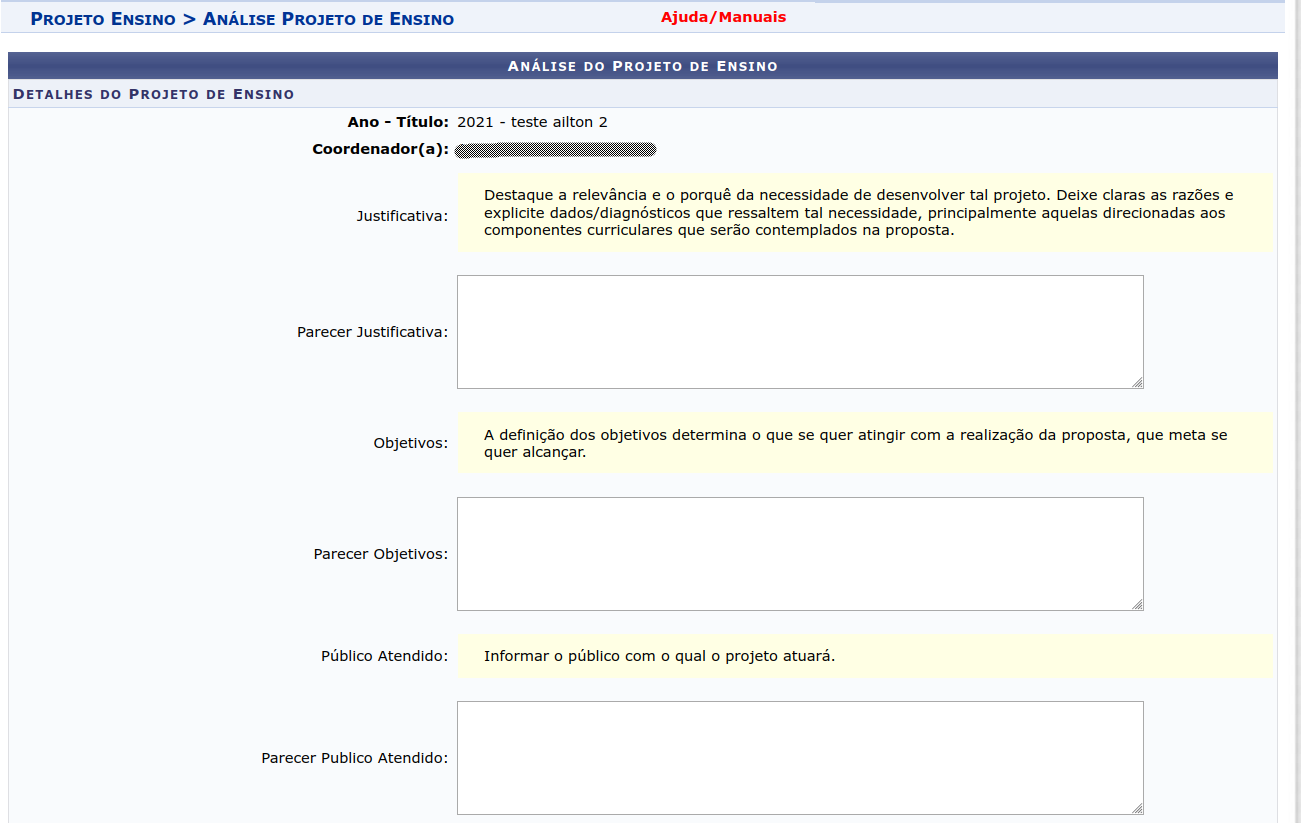 Projeto Ensino > Análise Projeto de Ensino
Ajuda/Manuais
Análise do Projeto de Ensino
Detalhes do Projeto de Ensino
Ano - Título: 2021 - teste ailton 2
Coordenador(a):
Justificativa:
Destaque a relevância e o porquê da necessidade de desenvolver tal projeto. Deixe claras as razões e
explicite dados/diagnósticos que ressaltem tal necessidade, principalmente aquelas direcionadas aos
componentes curriculares que serão contemplados na proposta.
Parecer Justificativa:
Objetivos:
A definição dos objetivos determina o que se quer atingir com a realização da proposta, que meta se
quer alcançar.
Parecer Objetivos:
Público Atendido: Informar o público com o qual o projeto atuará.
Parecer Publico Atendido: